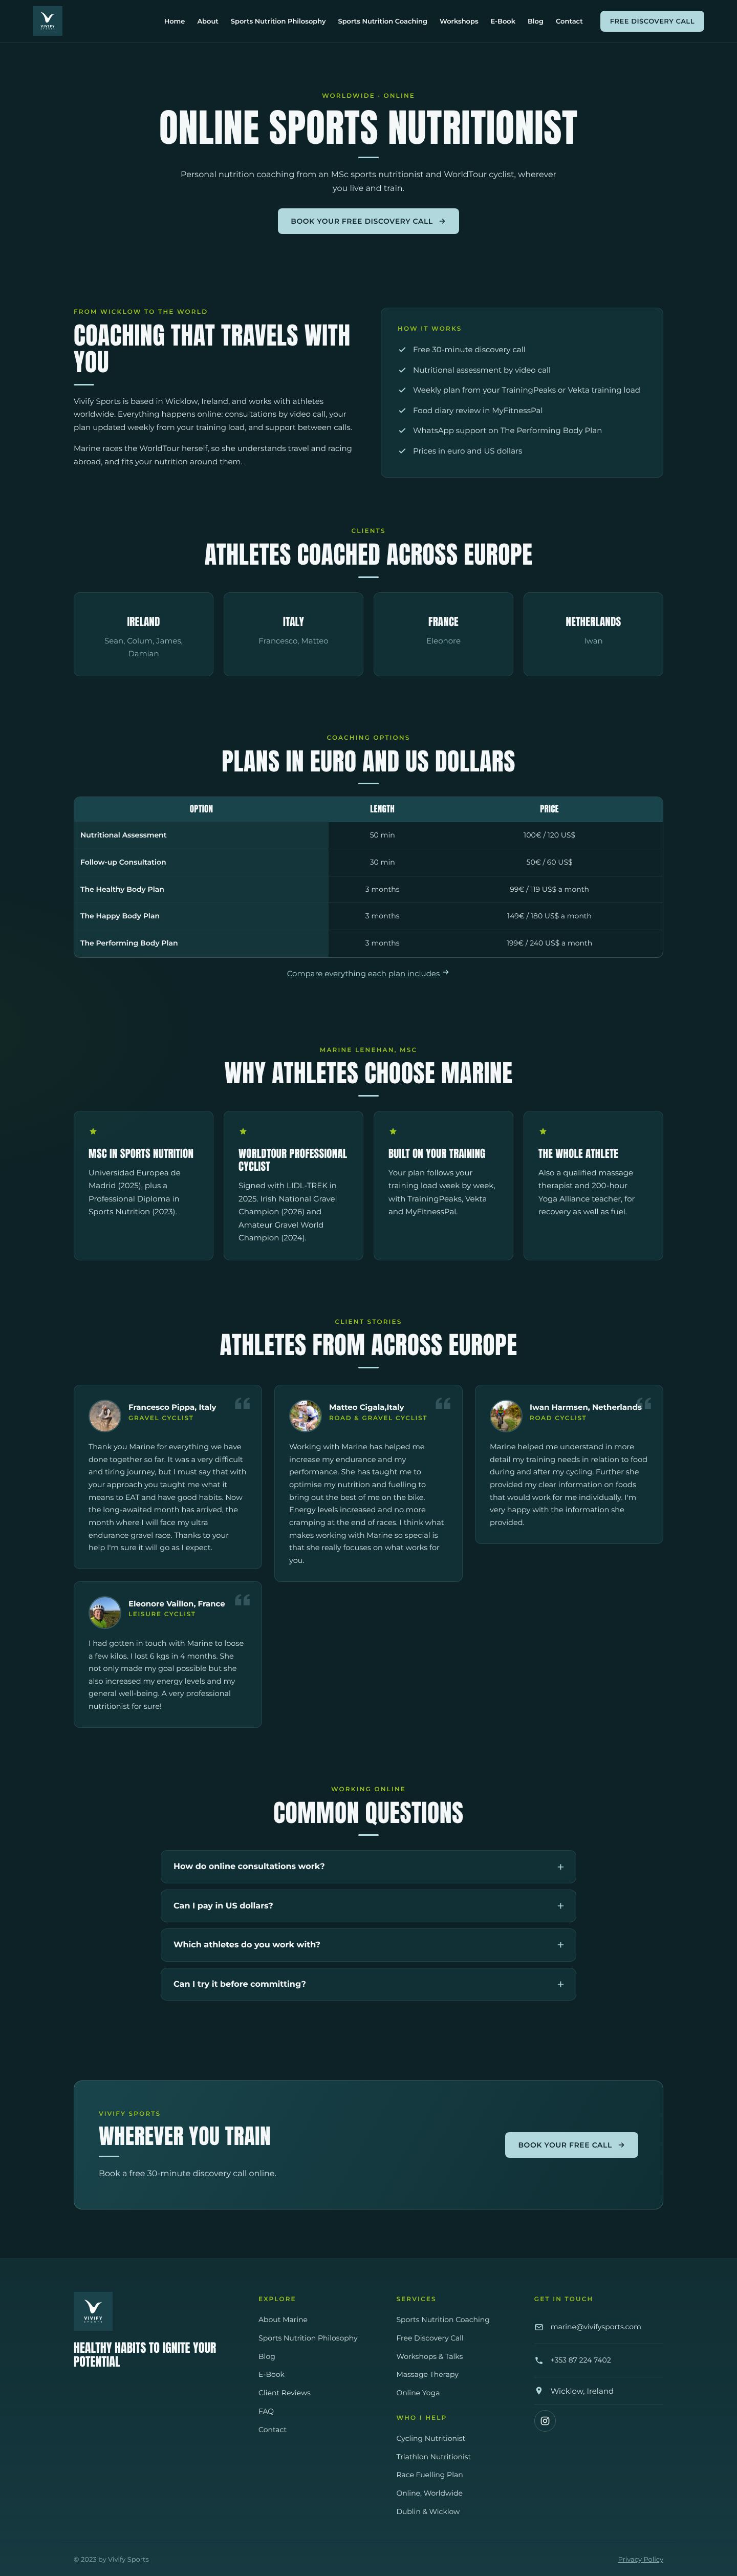 VIVIFY
Home About Sports Nutrition Philosophy Sports Nutrition Coaching Workshops E-Book Blog Contact FREE DISCOVERY CALL
WORLDWIDE · ONLINE
ONLINE SPORTS NUTRITIONIST
Personal nutrition coaching from an MSc sports nutritionist and WorldTour cyclist, wherever
you live and train.
BOOK YOUR FREE DISCOVERY CALL →
FROM WICKLOW TO THE WORLD
COACHING THAT TRAVELS WITH
YOU
Vivify Sports is based in Wicklow, Ireland, and works with athletes
worldwide. Everything happens online: consultations by video call, your
plan updated weekly from your training load, and support between calls.
Marine races the WorldTour herself, so she understands travel and racing
abroad, and fits your nutrition around them.
HOW IT WORKS
Free 30-minute discovery call
Nutritional assessment by video call
Weekly plan from your TrainingPeaks or Vekta training load
Food diary review in MyFitnessPal
WhatsApp support on The Performing Body Plan
Prices in euro and US dollars
CLIENTS
ATHLETES COACHED ACROSS EUROPE
IRELAND
Sean, Colum, James,
Damian
ITALY
Francesco, Matteo
FRANCE
Eleonore
NETHERLANDS
Iwan
COACHING OPTIONS
PLANS IN EURO AND US DOLLARS
OPTION LENGTH PRICE
Nutritional Assessment 50 min 100€ / 120 US$
Follow-up Consultation 30 min 50€ / 60 US$
The Healthy Body Plan 3 months 99€ / 119 US$ a month
The Happy Body Plan 3 months 149€ / 180 US$ a month
The Performing Body Plan 3 months 199€ / 240 US$ a month
Compare everything each plan includes →
MARINE LENEHAN, MSC
WHY ATHLETES CHOOSE MARINE
MSC IN SPORTS NUTRITION
Universidad Europea de
Madrid (2025), plus a
Professional Diploma in
Sports Nutrition (2023).
WORLDTOUR PROFESSIONAL
CYCLIST
Signed with LIDL-TREK in
2025. Irish National Gravel
Champion (2026) and
Amateur Gravel World
Champion (2024).
BUILT ON YOUR TRAINING
Your plan follows your
training load week by week,
with TrainingPeaks, Vekta
and MyFitnessPal.
THE WHOLE ATHLETE
Also a qualified massage
therapist and 200-hour
Yoga Alliance teacher, for
recovery as well as fuel.
CLIENT STORIES
ATHLETES FROM ACROSS EUROPE
Francesco Pippa, Italy
GRAVEL CYCLIST
Thank you Marine for everything we have
done together so far. It was a very difficult
and tiring journey, but I must say that with
your approach you taught me what it
means to EAT and have good habits. Now
the long-awaited month has arrived, the
month where I will face my ultra
endurance gravel race. Thanks to your
help I'm sure it will go as I expect.
Matteo Cigala,Italy
ROAD & GRAVEL CYCLIST
Working with Marine has helped me
increase my endurance and my
performance. She has taught me to
optimise my nutrition and fuelling to
bring out the best of me on the bike.
Energy levels increased and no more
cramping at the end of races. I think what
makes working with Marine so special is
that she really focuses on what works for
you.
Iwan Harmsen, Netherlands
ROAD CYCLIST
Marine helped me understand in more
detail my training needs in relation to food
during and after my cycling. Further she
provided my clear information on foods
that would work for me individually. I'm
very happy with the information she
provided.
Eleonore Vaillon, France
LEISURE CYCLIST
I had gotten in touch with Marine to loose
a few kilos. I lost 6 kgs in 4 months. She
not only made my goal possible but she
also increased my energy levels and my
general well-being. A very professional
nutritionist for sure!
WORKING ONLINE
COMMON QUESTIONS
How do online consultations work? +
Can I pay in US dollars? +
Which athletes do you work with? +
Can I try it before committing? +
VIVIFY SPORTS
WHEREVER YOU TRAIN
Book a free 30-minute discovery call online.
BOOK YOUR FREE CALL →
VIVIFY
HEALTHY HABITS TO IGNITE YOUR
POTENTIAL
EXPLORE
About Marine
Sports Nutrition Philosophy
Blog
E-Book
Client Reviews
FAQ
Contact
SERVICES
Sports Nutrition Coaching
Free Discovery Call
Workshops & Talks
Massage Therapy
Online Yoga
WHO I HELP
Cycling Nutritionist
Triathlon Nutritionist
Race Fuelling Plan
Online, Worldwide
Dublin & Wicklow
GET IN TOUCH
marine@vivifysports.com
+353 87 224 7402
Wicklow, Ireland
© 2023 by Vivify Sports
Privacy Policy